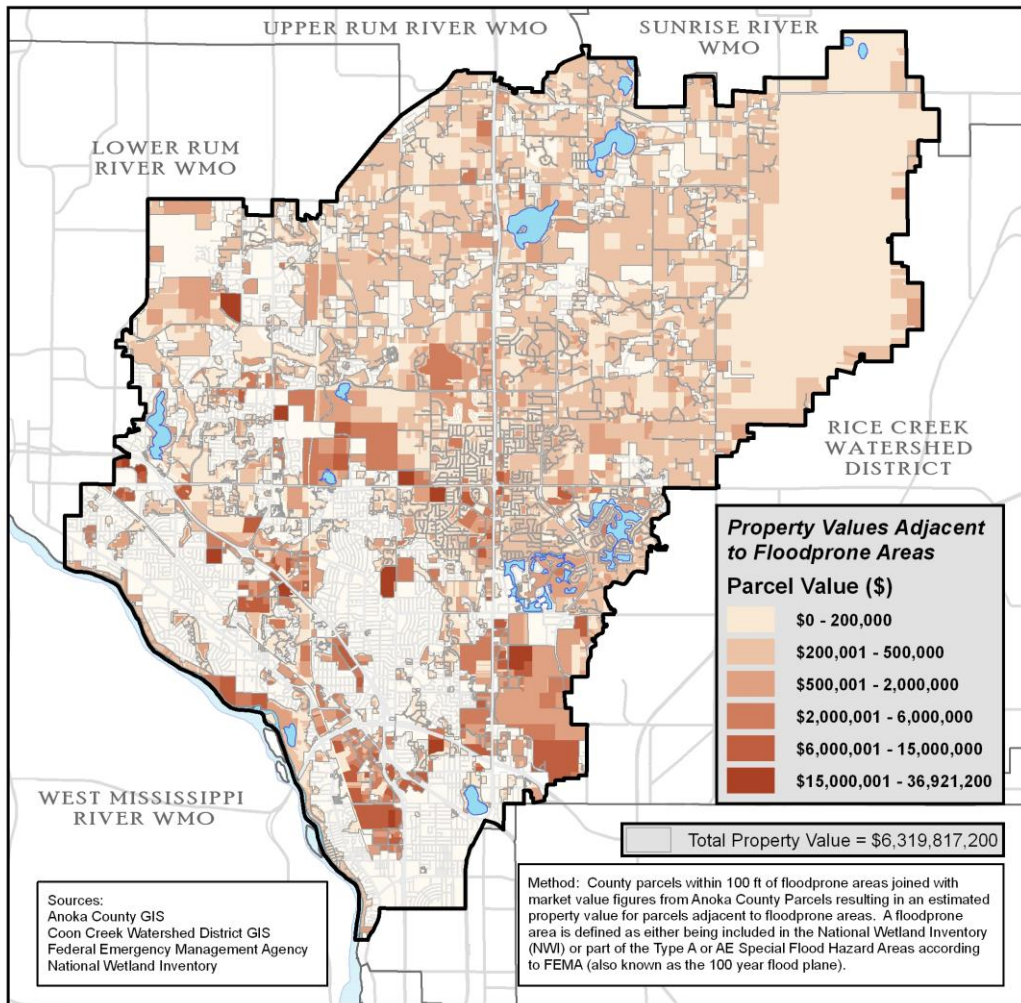 UPPER RUM RIVER WMO
SUNRISE RIVER
WMO
LOWER RUM
RIVER WMO
RICE CREEK
WATERSHED
DISTRICT
WEST MISSISSIPPI
RIVER WMO
Property Values Adjacent
to Floodprone Areas
Parcel Value ($)
$0 - 200,000
$200,001 - 500,000
$500,001 - 2,000,000
$2,000,001 - 6,000,000
$6,000,001 - 15,000,000
$15,000,001 - 36,921,200
Total Property Value = $6,319,817,200
Sources:
Anoka County GIS
Coon Creek Watershed District GIS
Federal Emergency Management Agency
National Wetland Inventory
Method: County parcels within 100 ft of floodprone areas joined with
market value figures from Anoka County Parcels resulting in an estimated
property value for parcels adjacent to floodprone areas. A floodprone
area is defined as either being included in the National Wetland Inventory
(NWI) or part of the Type A or AE Special Flood Hazard Areas according
to FEMA (also known as the 100 year flood plane).